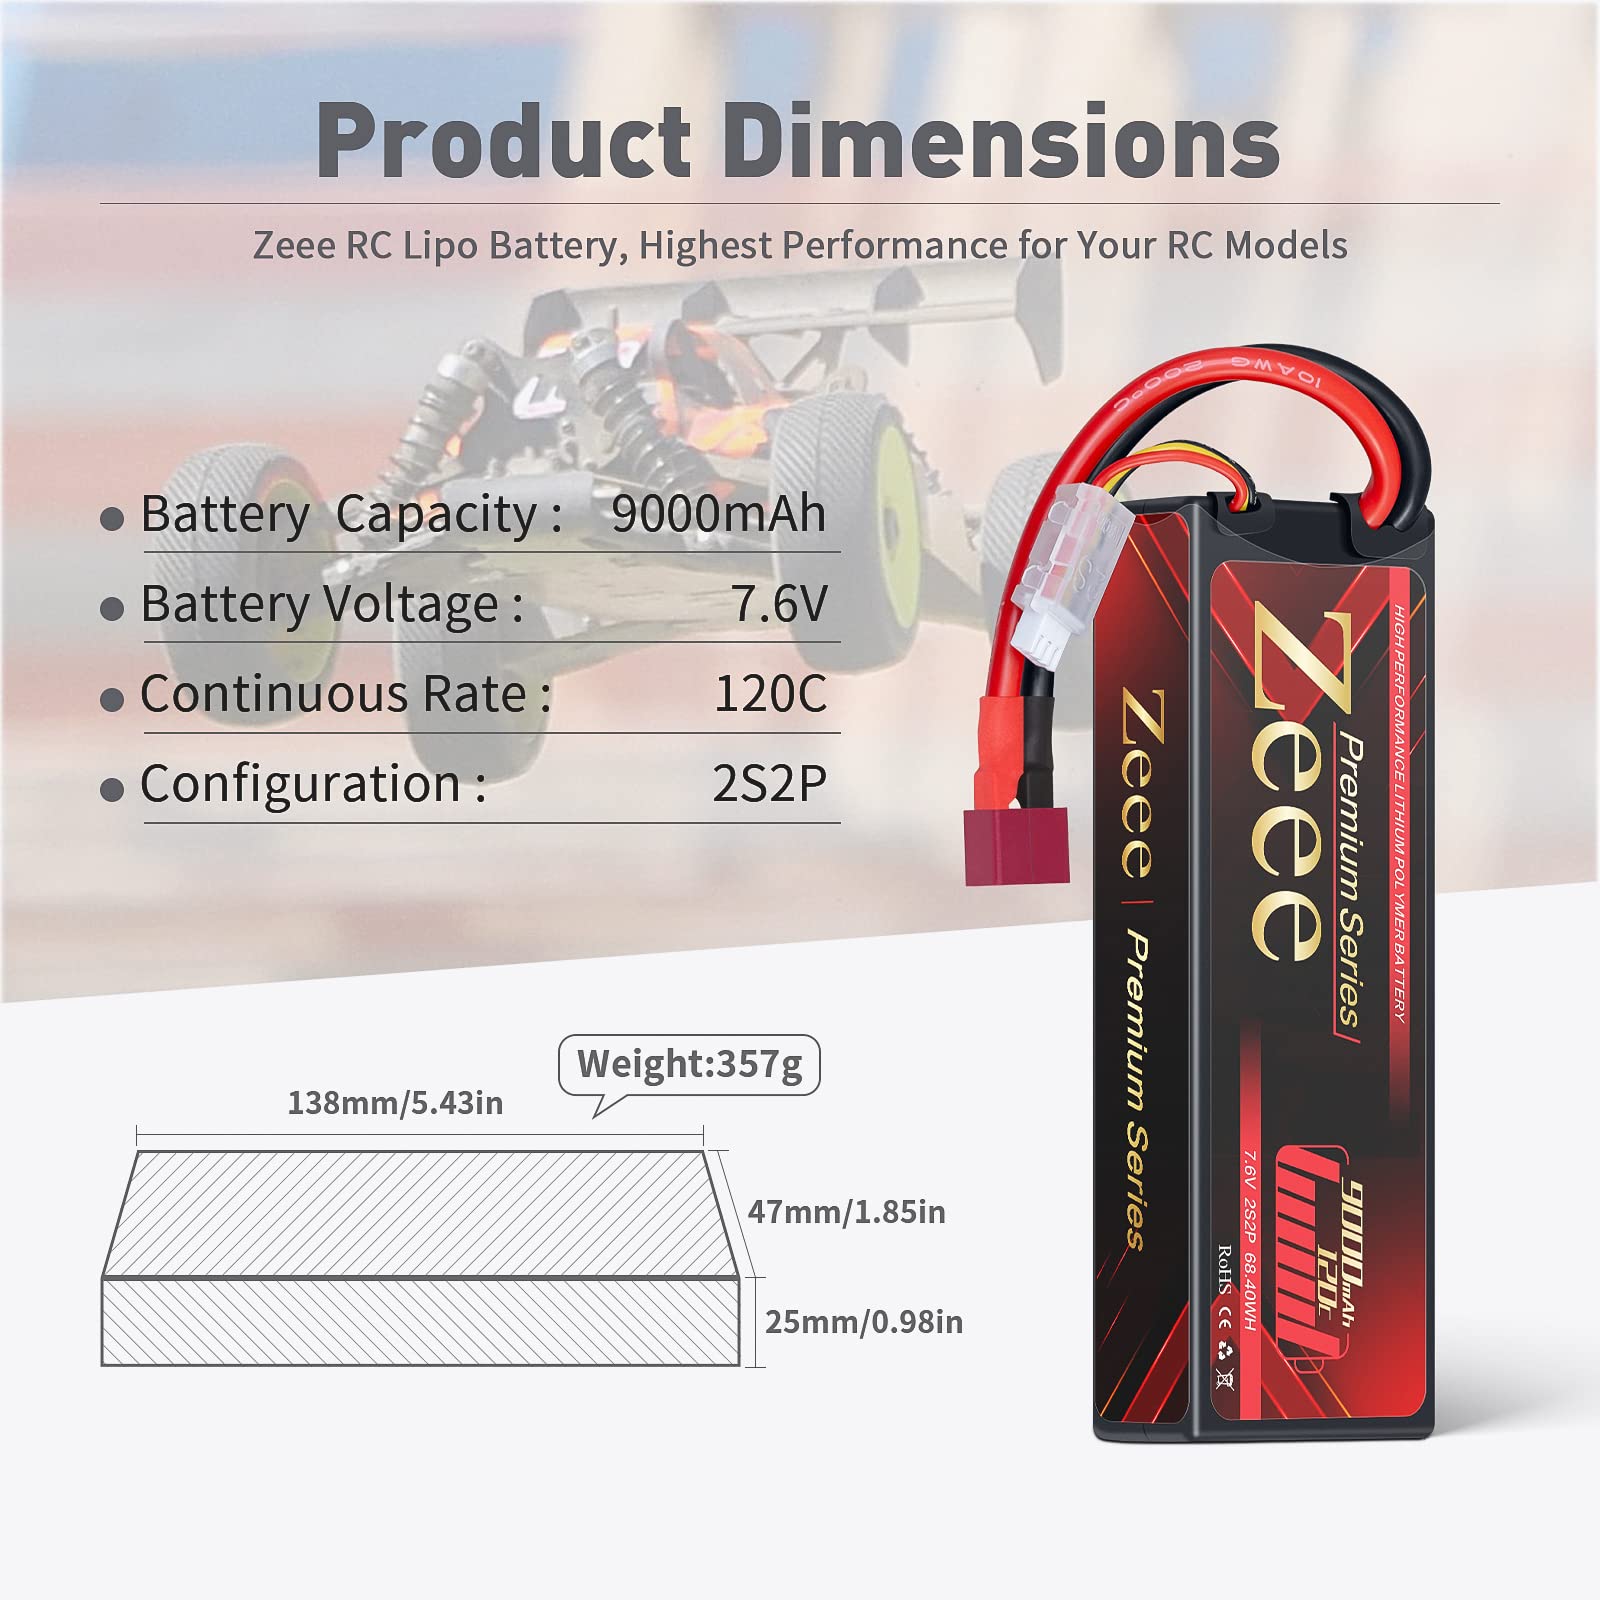 Product Dimensions
Zeee RC Lipo Battery, Highest Performance for Your RC Models
Battery Capacity : 9000mAh
Battery Voltage : 7.6V
Continuous Rate : 120C
Configuration : 2S2P
Weight:357g
138mm/5.43in
47mm/1.85in
25mm/0.98in
10AWG 200°C
Zeee | Premium Series
HIGH PERFORMANCE LITHIUM POLYMER BATTERY
Premium Series
Zeee
9000mAh
120C
7.6V 2S2P 68.40WH
RoHS CE